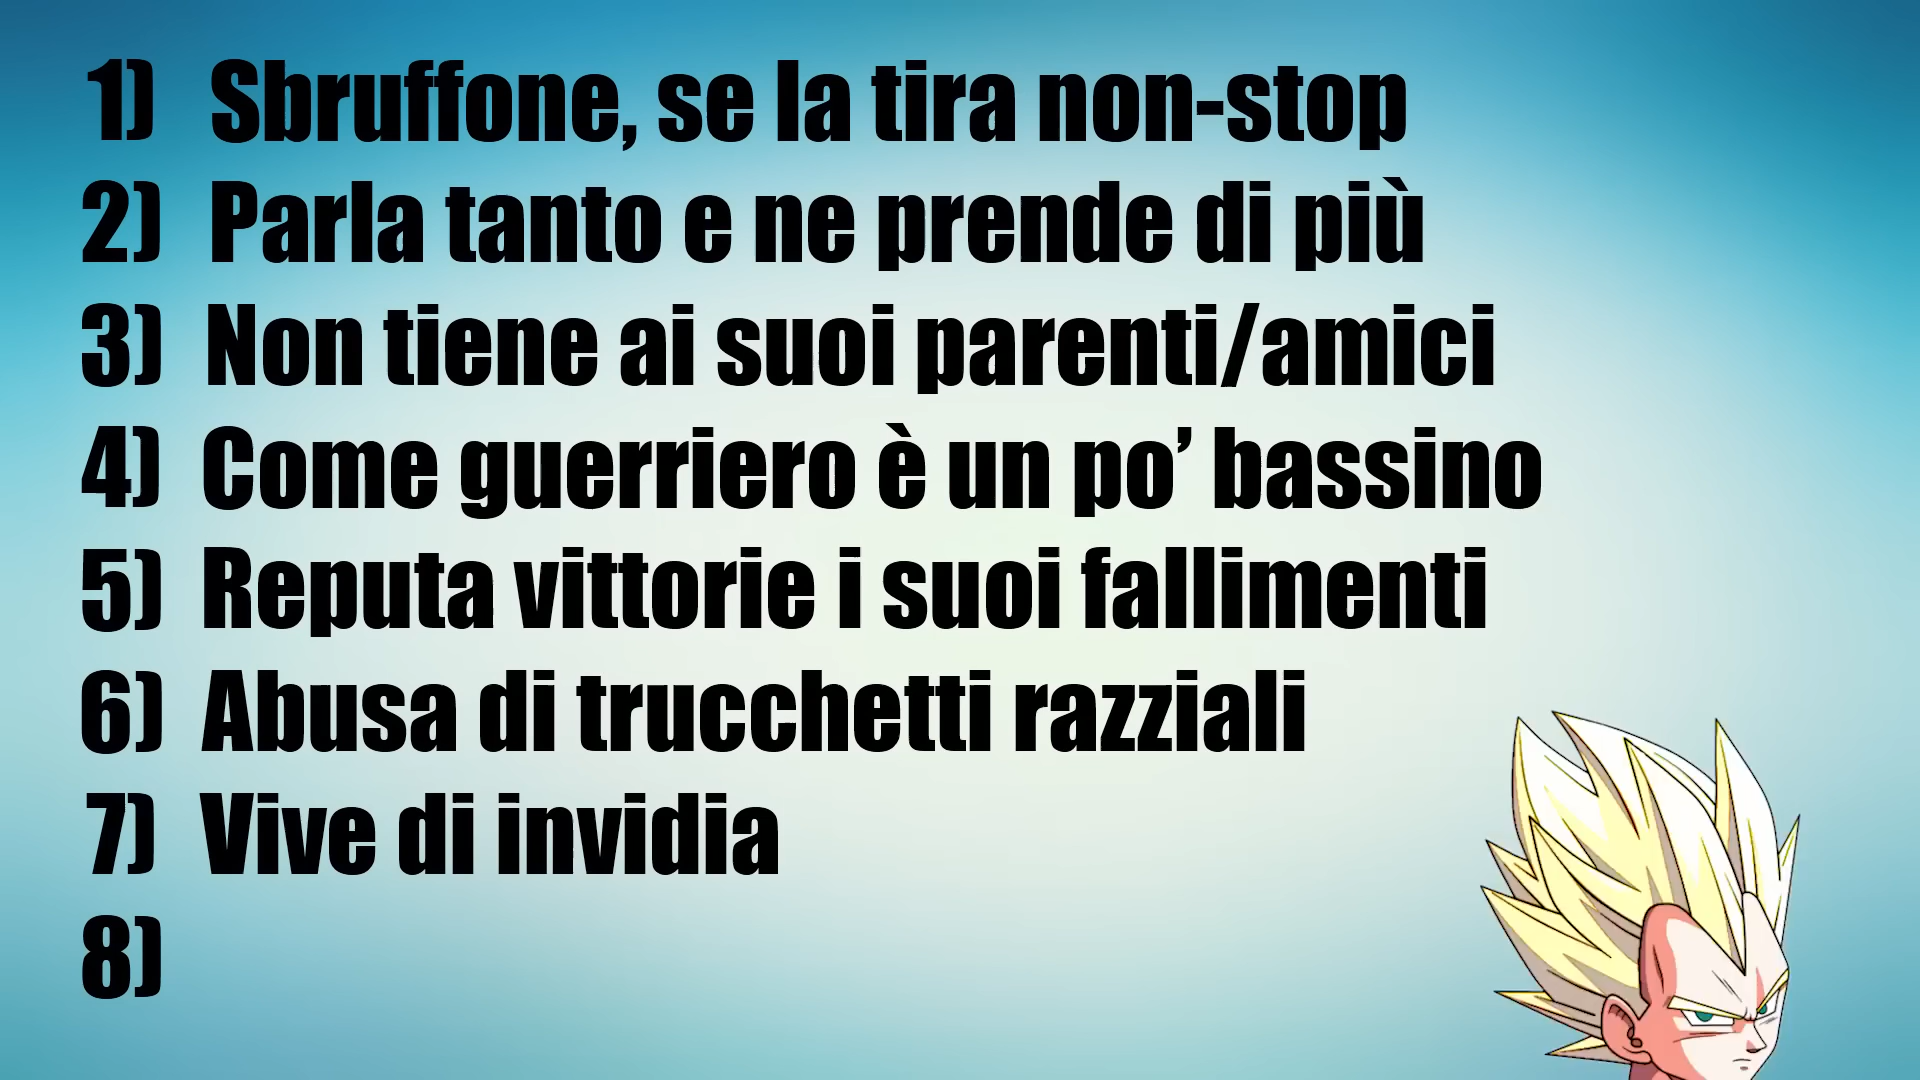 1) Sbruffone, se la tira non-stop
2) Parla tanto e ne prende di più
3) Non tiene ai suoi parenti/amici
4) Come guerriero è un po’ bassino
5) Reputa vittorie i suoi fallimenti
6) Abusa di trucchetti razziali
7) Vive di invidia
8)